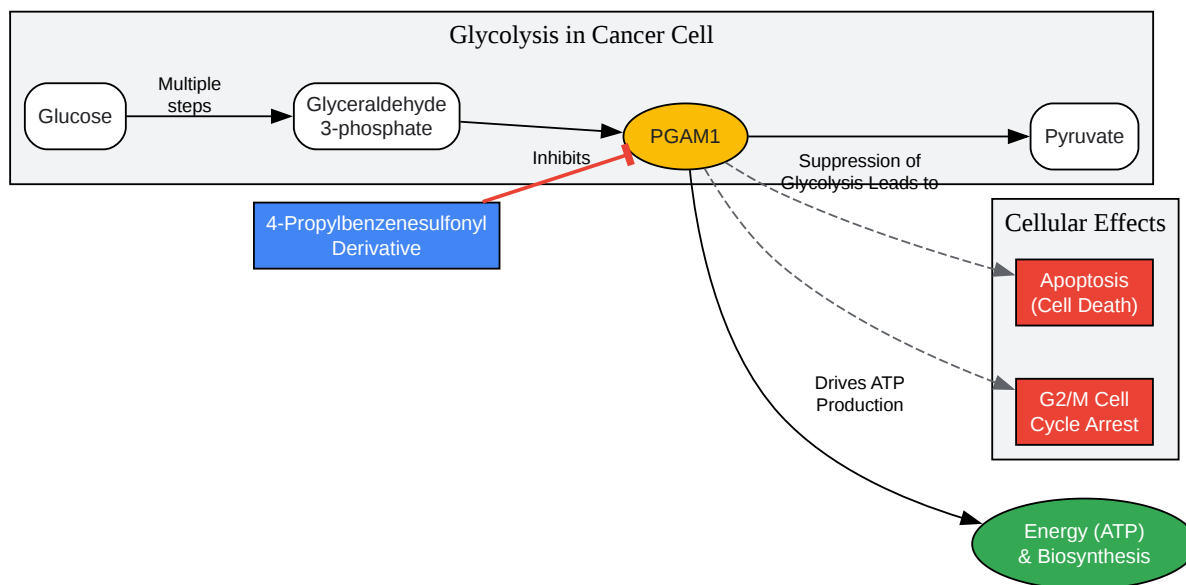 Glycolysis in Cancer Cell
Glucose
Multiple
steps
Glyceraldehyde
3-phosphate
PGAM1
Pyruvate
Inhibits
Suppression of
Glycolysis Leads to
4-Propylbenzenesulfonyl
Derivative
Cellular Effects
Apoptosis
(Cell Death)
Drives ATP
Production
G2/M Cell
Cycle Arrest
Energy (ATP)
& Biosynthesis